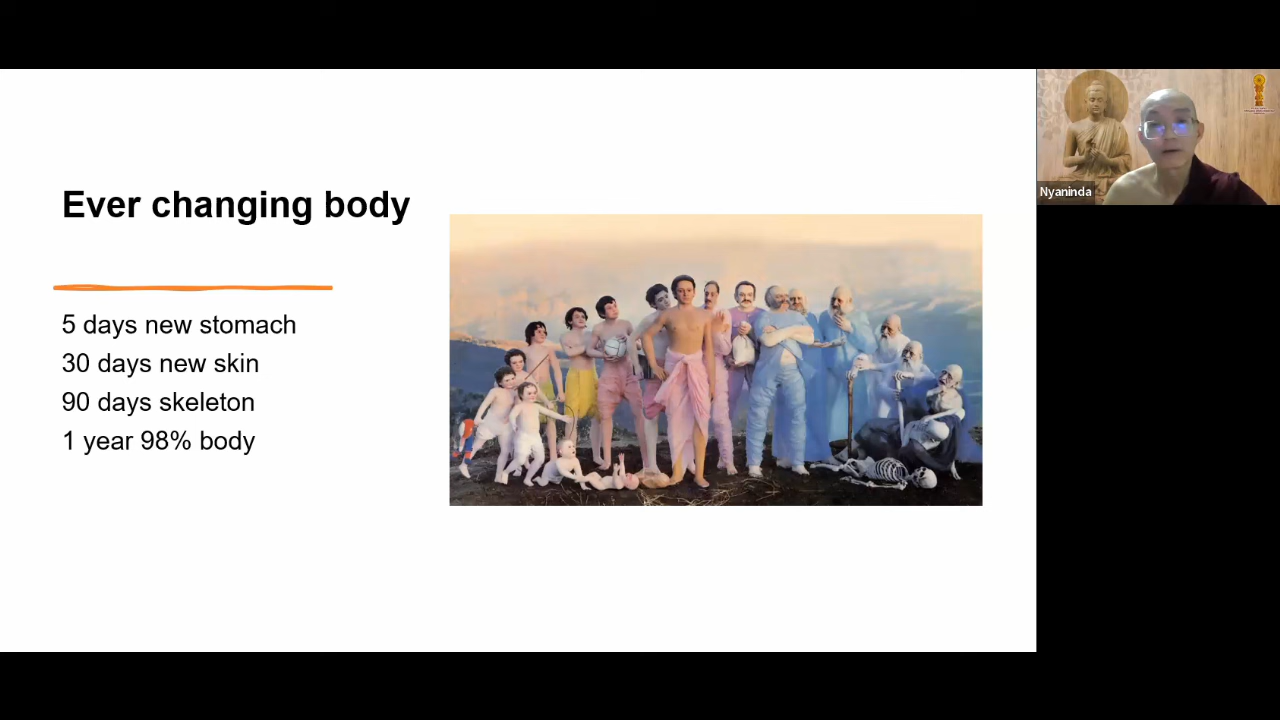 Ever changing body
5 days new stomach
30 days new skin
90 days skeleton
1 year 98% body
Nyaninda